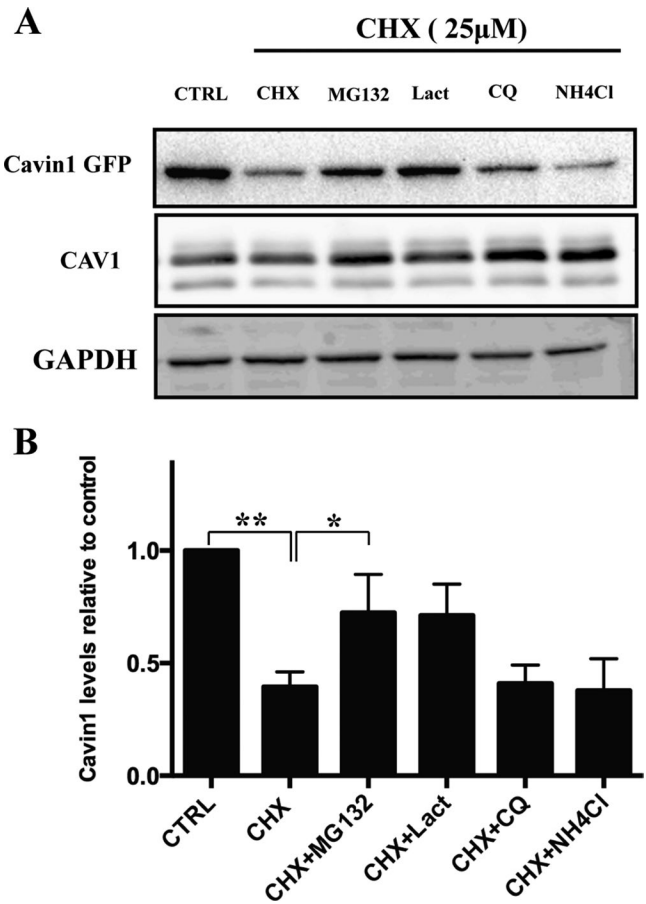 A
CHX ( 25µM)
CTRL CHX MG132 Lact CQ NH4Cl
Cavin1 GFP
CAV1
GAPDH
B
Cavin1 levels relative to control
** *
1.0
0.5
0.0
CTRL
CHX
CHX+MG132
CHX+Lact
CHX+CQ
CHX+NH4Cl